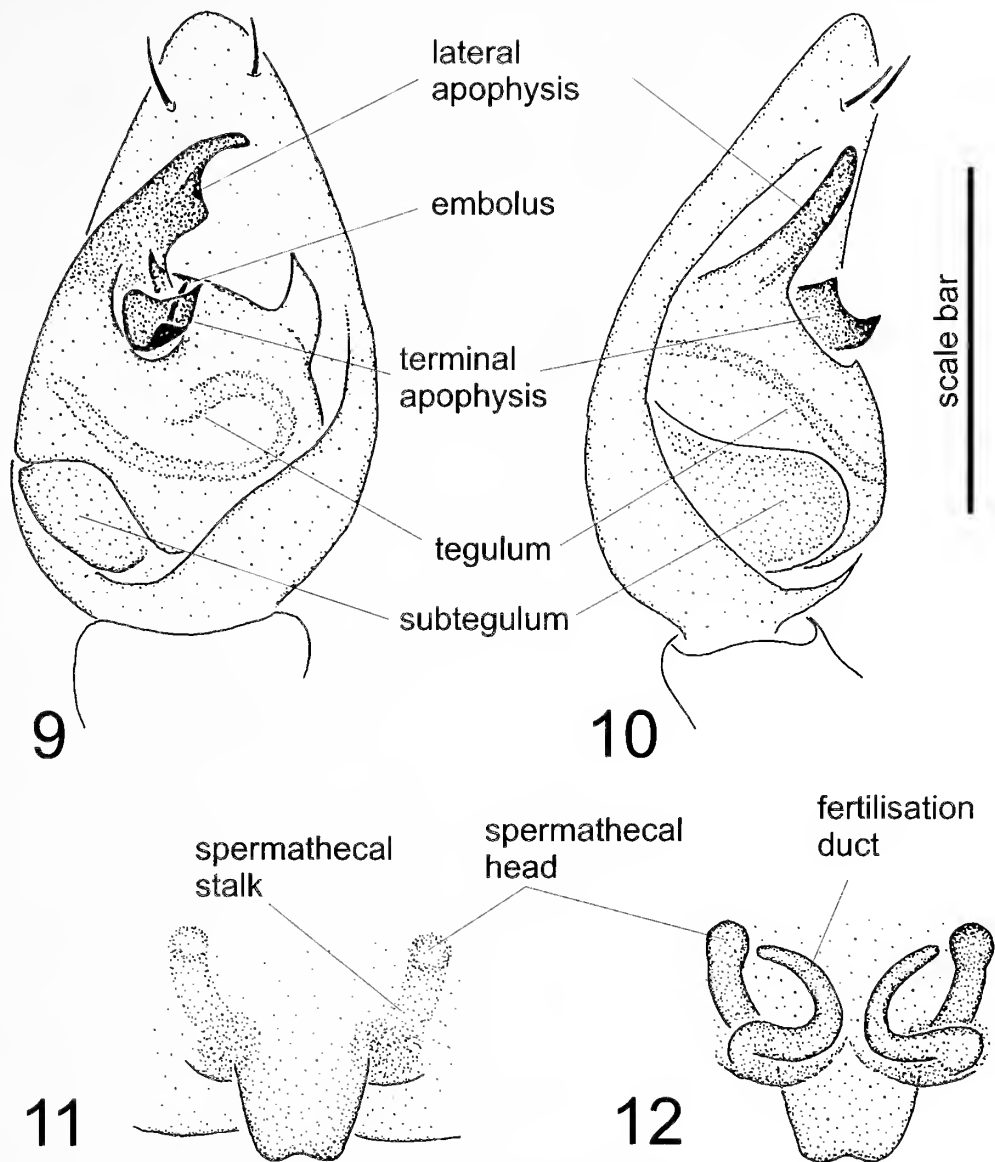 lateral
apophysis
embolus
terminal
apophysis
scale bar
tegulum
subtegulum
9
10
spermathecal
stalk
spermathecal
head
fertilisation
duct
11
12